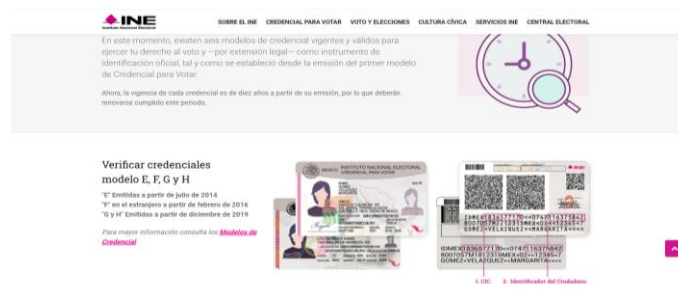 INE
Instituto Nacional Electoral
SOBRE EL INE CREDENCIAL PARA VOTAR VOTO Y ELECCIONES CULTURA CÍVICA SERVICIOS INE CENTRAL ELECTORAL
En este momento, existen seis modelos de credencial vigentes y válidos para
ejercer tu derecho al voto y —por extensión legal— como instrumento de
identificación oficial, tal y como se estableció desde la emisión del primer modelo
de Credencial para Votar.
Ahora, la vigencia de cada credencial es de diez años a partir de su emisión, por lo que deberán
renovarse cumplido este periodo.
Verificar credenciales
modelo E, F, G y H
"E" Emitidas a partir de julio de 2014
"F" en el extranjero a partir de febrero de 2016
"G y H" Emitidas a partir de diciembre de 2019
Para mayor información consulta los Modelos de
Credencial
MÉXICO INSTITUTO NACIONAL ELECTORAL
CREDENCIAL PARA VOTAR
INE
IDMEX1836577170<<0747116375842
8007057M1812315MEX<02<<12345<7
GOMEZ<VELAZQUEZ<<MARGARITA<<<<
1. CIC 2. Identificador del Ciudadano